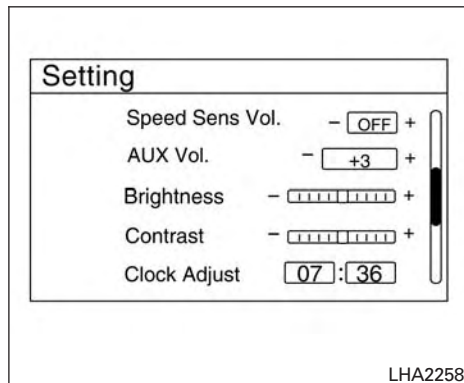 Setting
Speed Sens Vol. − OFF +
AUX Vol. − +3 +
Brightness − +
Contrast − +
Clock Adjust 07 : 36
LHA2258